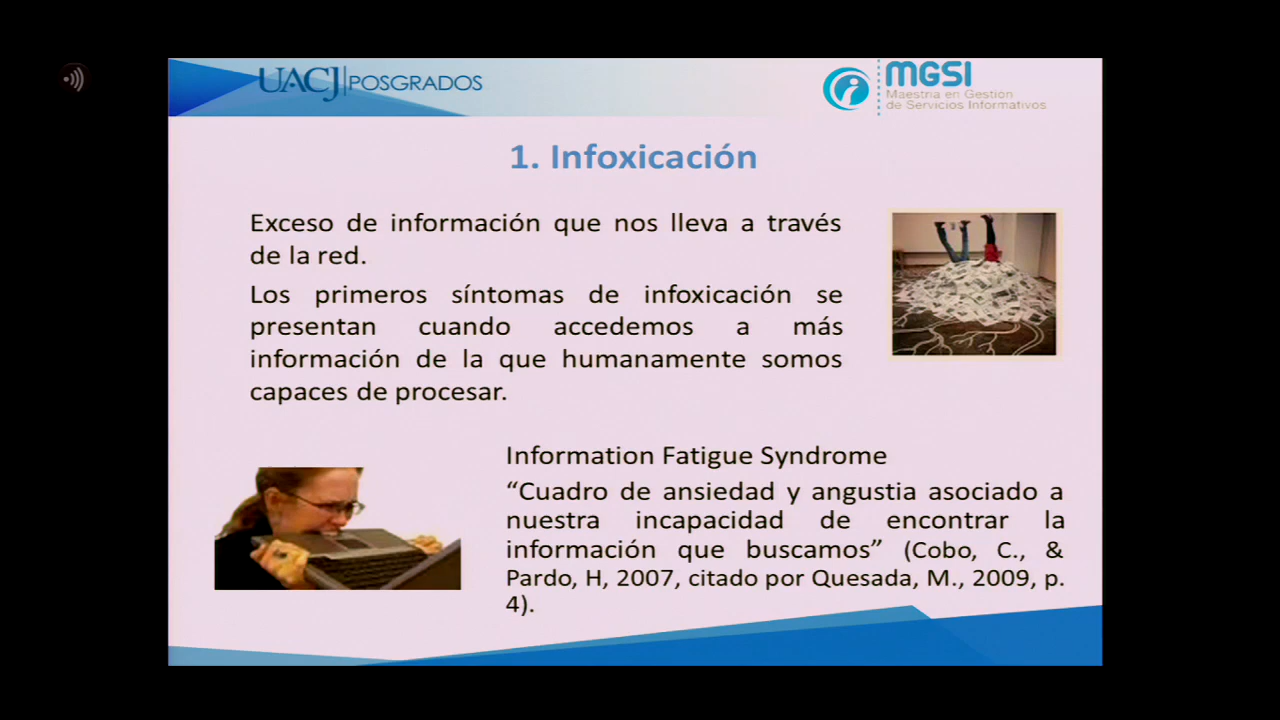 UACJ POSGRADOS
MGSI
Maestría en Gestión
de Servicios Informativos
1. Infoxicación
Exceso de información que nos lleva a través
de la red.
Los primeros síntomas de infoxicación se
presentan cuando accedemos a más
información de la que humanamente somos
capaces de procesar.
Information Fatigue Syndrome
“Cuadro de ansiedad y angustia asociado a
nuestra incapacidad de encontrar la
información que buscamos” (Cobo, C., &
Pardo, H, 2007, citado por Quesada, M., 2009, p.
4).